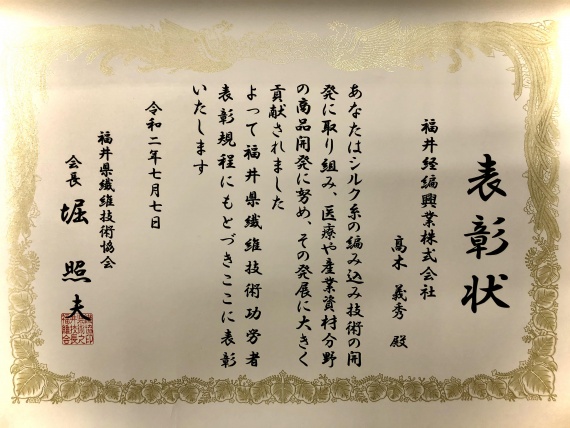 表彰状
福井経編興業株式会社
髙木 義秀 殿
あなたはシルク糸の編み込み技術の開
発に取り組み、医療や産業資材分野
の商品開発に努め、その発展に大きく
貢献されました
よって福井県繊維技術功労者
表彰規程にもとづきここに表彰
いたします
令和二年七月七日
福井県繊維技術協会
会長 堀 照夫